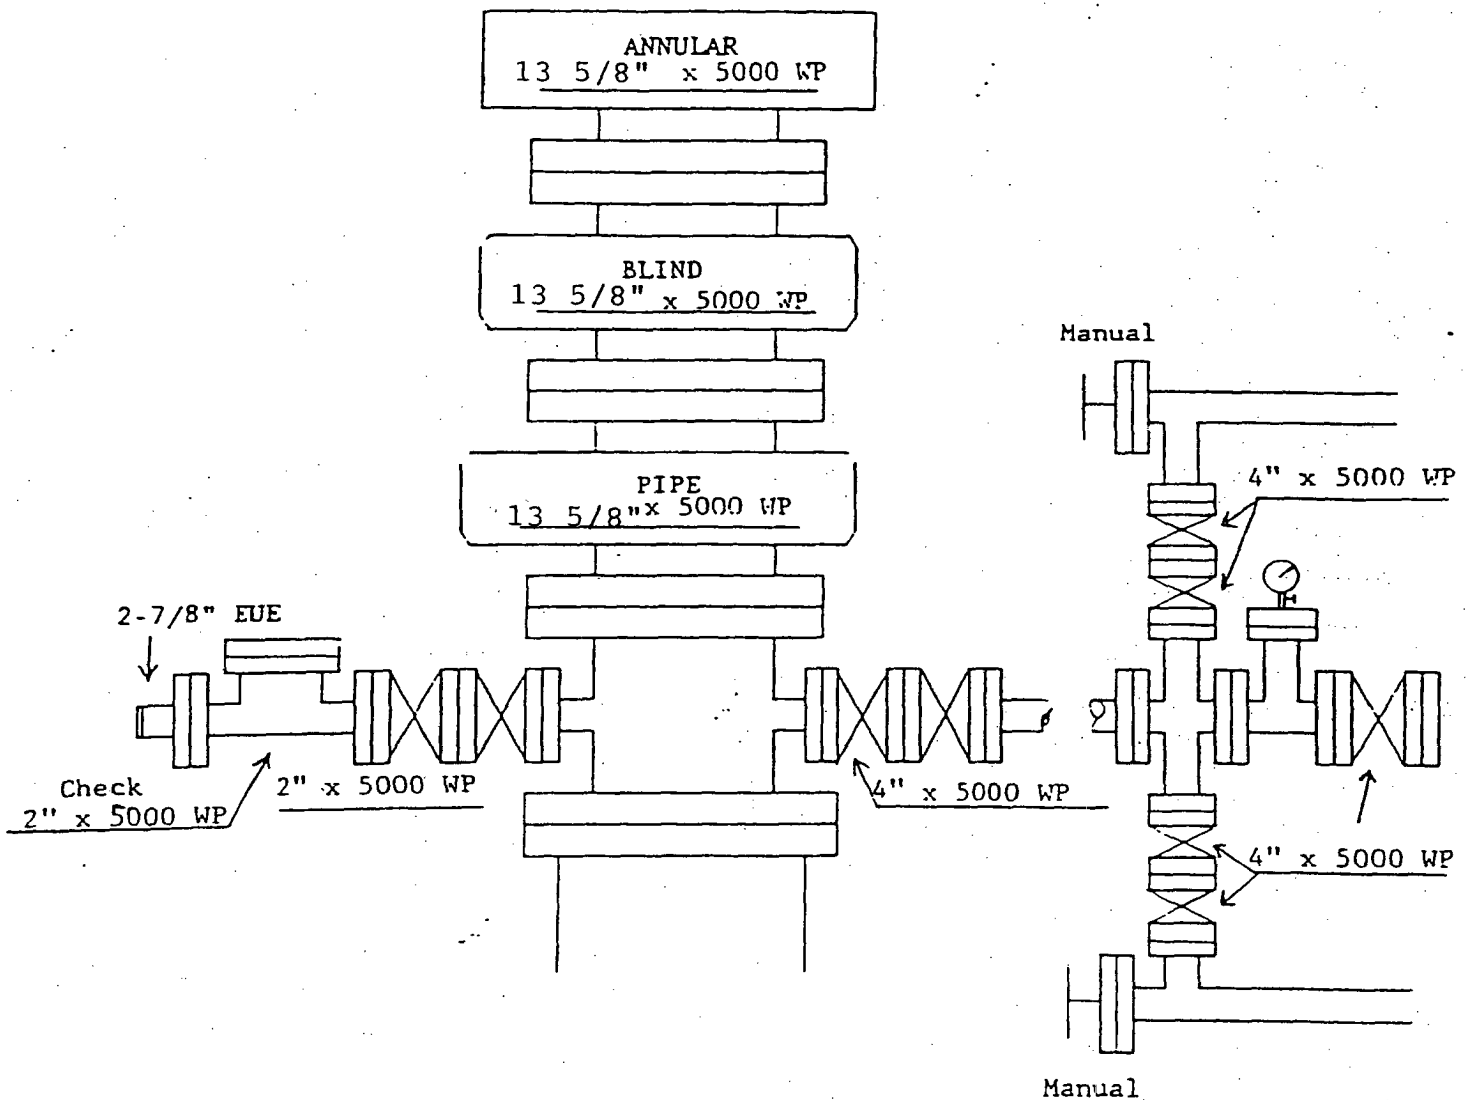 ANNULAR
13 5/8" x 5000 WP
BLIND
13 5/8" x 5000 WP
PIPE
13 5/8" x 5000 WP
Manual
4" x 5000 WP
2-7/8" EUE
Check
2" x 5000 WP
2" x 5000 WP
4" x 5000 WP
4" x 5000 WP
Manual